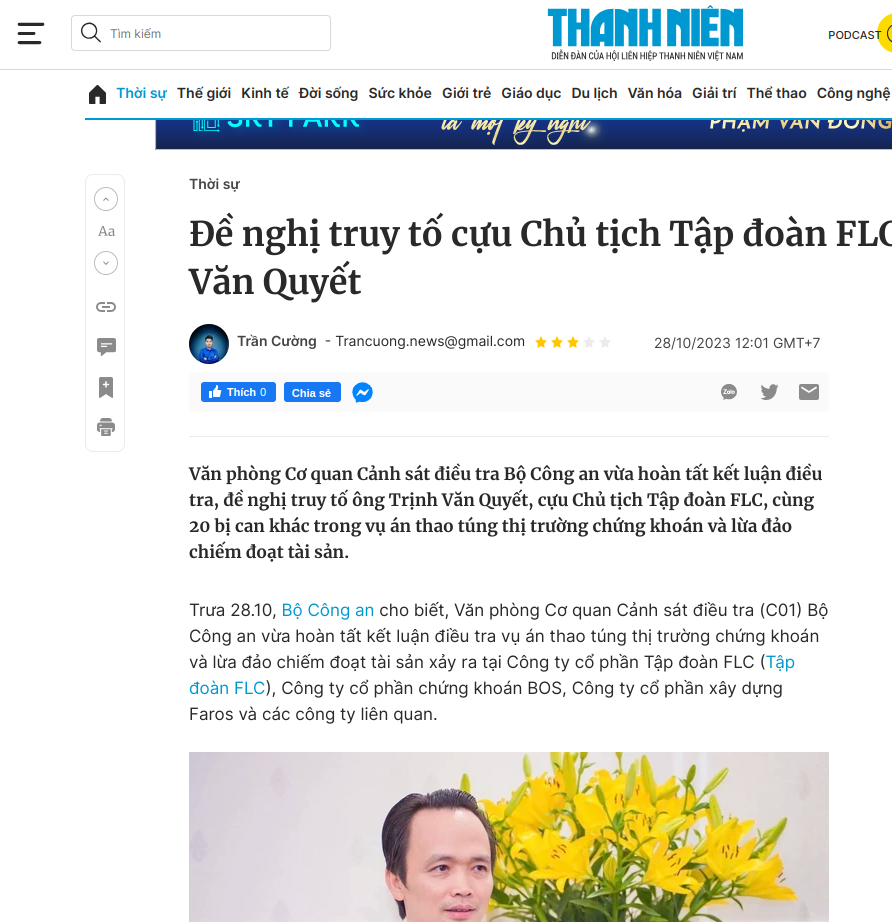 Tìm kiếm
THANH NIÊN
DIỄN ĐÀN CỦA HỘI LIÊN HIỆP THANH NIÊN VIỆT NAM
PODCAST
Thời sự Thế giới Kinh tế Đời sống Sức khỏe Giới trẻ Giáo dục Du lịch Văn hóa Giải trí Thể thao Công nghệ
SKY PARK là một kỳ nghỉ PHẠM VĂN ĐỒNG
Thời sự
Aa
Đề nghị truy tố cựu Chủ tịch Tập đoàn FLC
Văn Quyết
Trần Cường - Trancuong.news@gmail.com 28/10/2023 12:01 GMT+7
Thích 0 Chia sẻ Zalo
Văn phòng Cơ quan Cảnh sát điều tra Bộ Công an vừa hoàn tất kết luận điều
tra, đề nghị truy tố ông Trịnh Văn Quyết, cựu Chủ tịch Tập đoàn FLC, cùng
20 bị can khác trong vụ án thao túng thị trường chứng khoán và lừa đảo
chiếm đoạt tài sản.
Trưa 28.10, Bộ Công an cho biết, Văn phòng Cơ quan Cảnh sát điều tra (C01) Bộ
Công an vừa hoàn tất kết luận điều tra vụ án thao túng thị trường chứng khoán
và lừa đảo chiếm đoạt tài sản xảy ra tại Công ty cổ phần Tập đoàn FLC (Tập
đoàn FLC), Công ty cổ phần chứng khoán BOS, Công ty cổ phần xây dựng
Faros và các công ty liên quan.